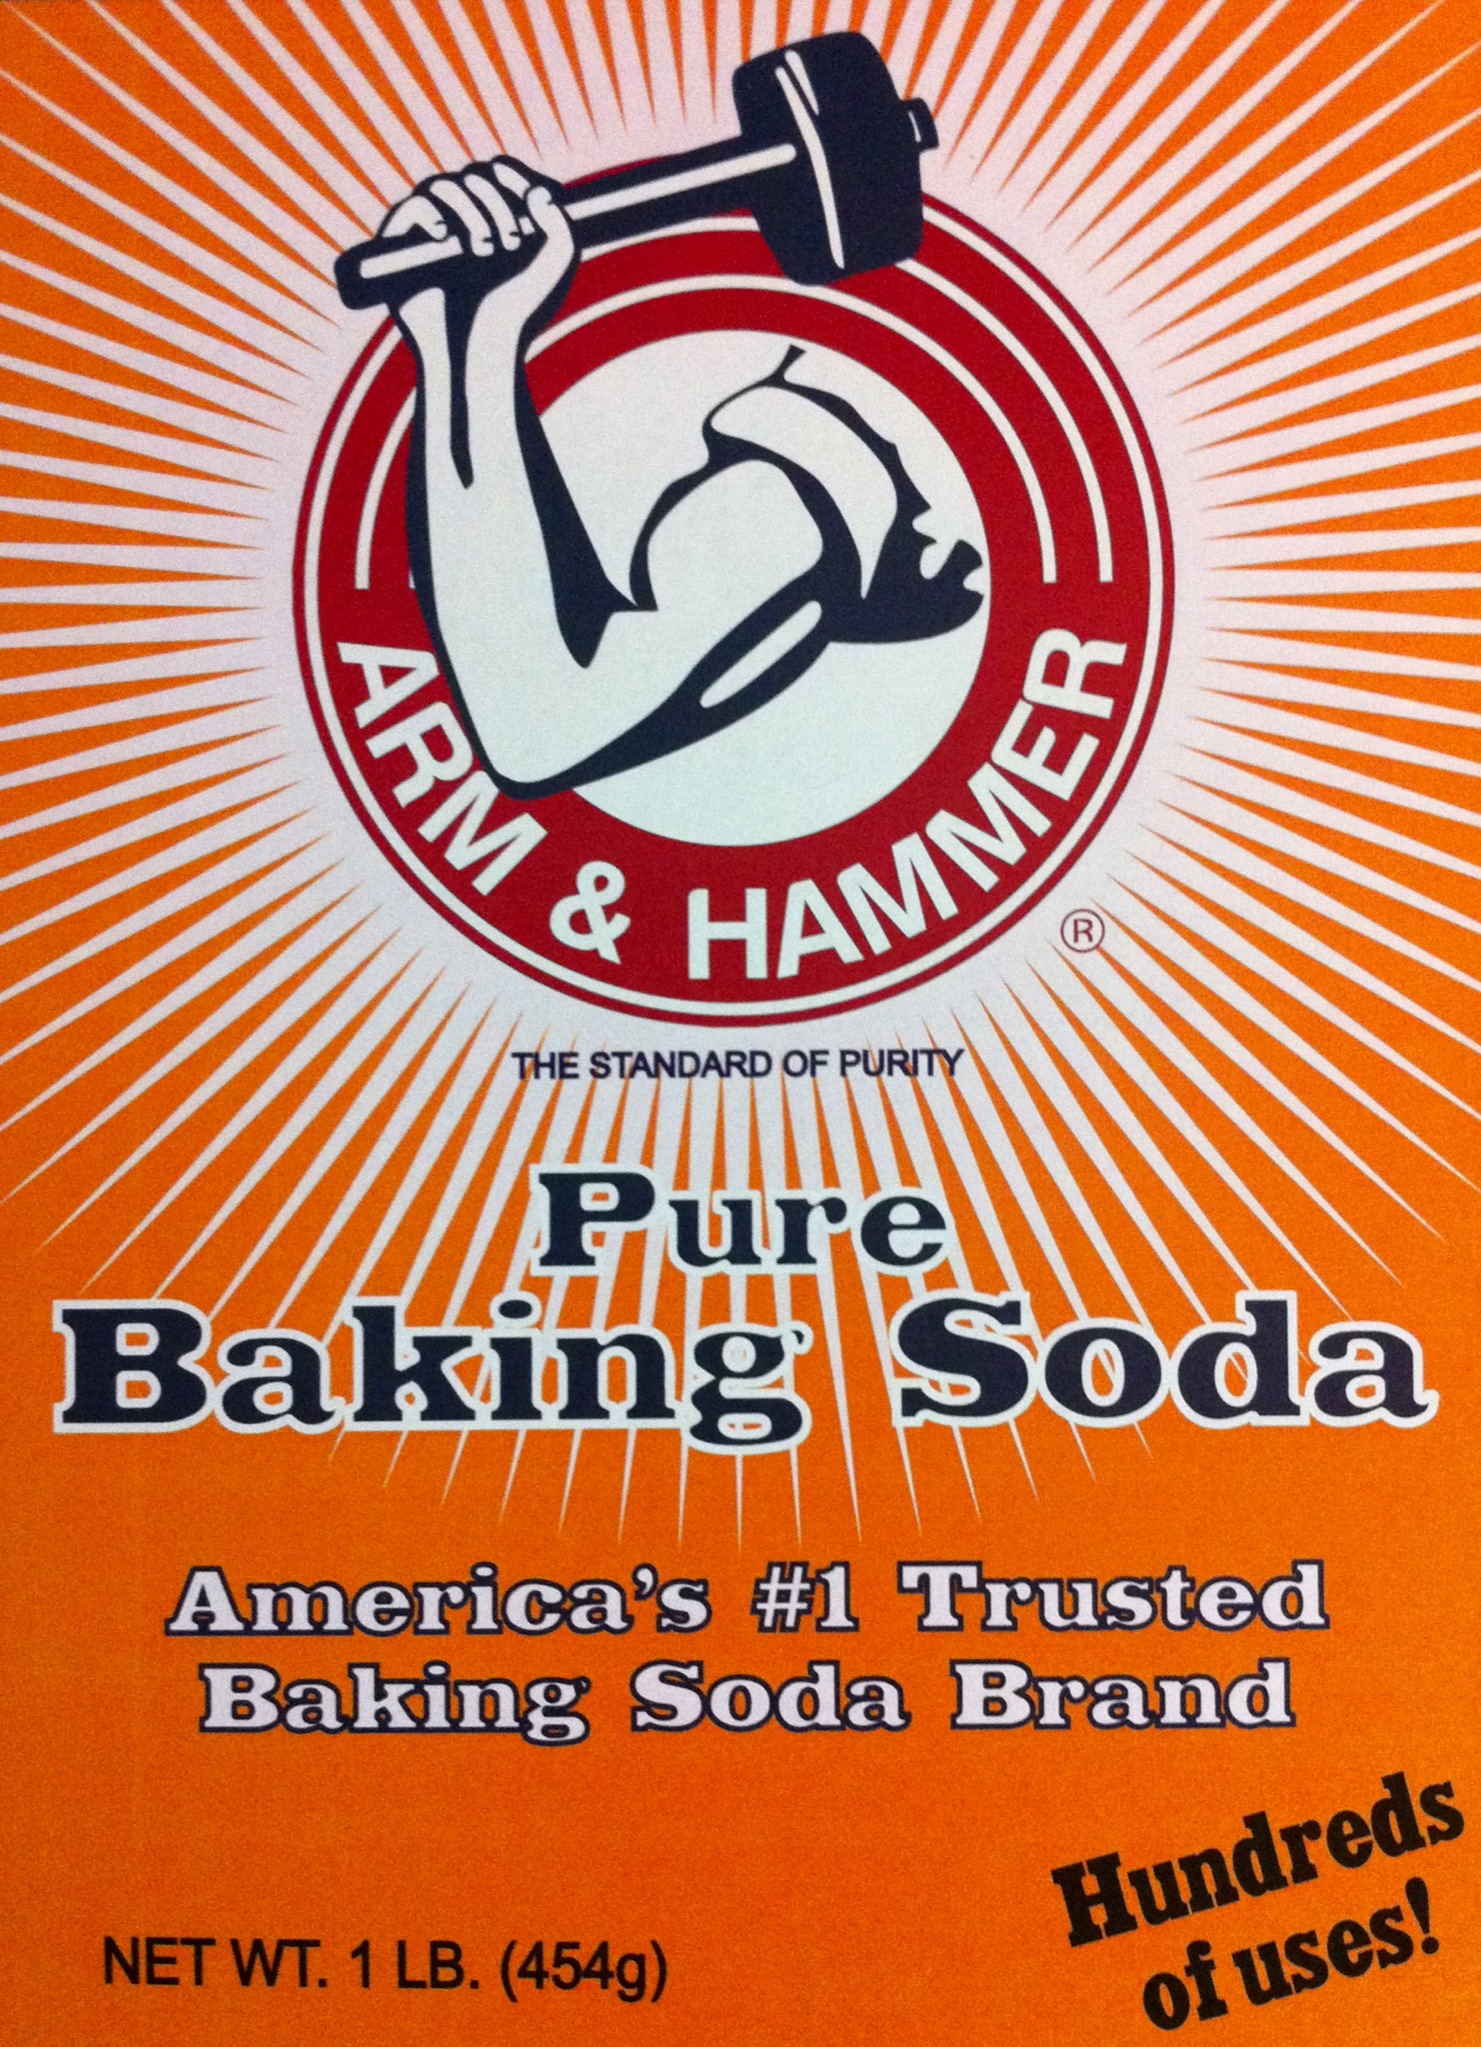 ARM & HAMMER
®
THE STANDARD OF PURITY
Pure
Baking Soda
America's #1 Trusted
Baking Soda Brand
Hundreds
of uses!
NET WT. 1 LB. (454g)